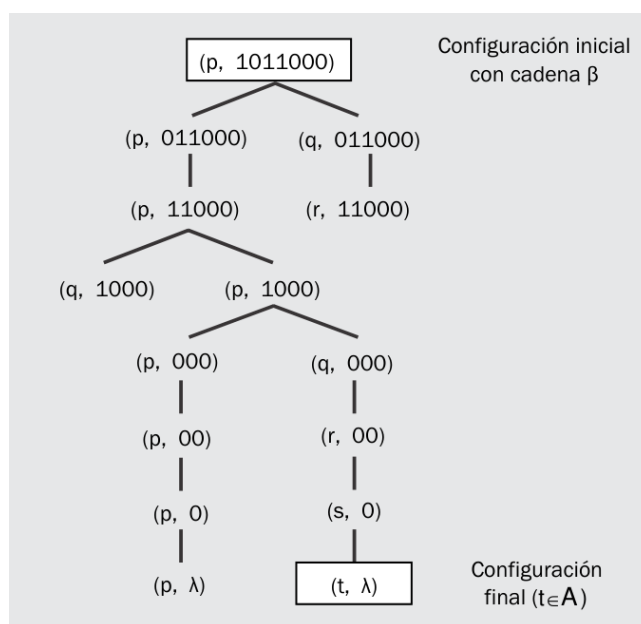 Configuración inicial
con cadena β
(p, 1011000)
(p, 011000) (q, 011000)
(p, 11000) (r, 11000)
(q, 1000) (p, 1000)
(p, 000) (q, 000)
(p, 00) (r, 00)
(p, 0) (s, 0)
(p, λ) (t, λ)
Configuración
final (t∈A)